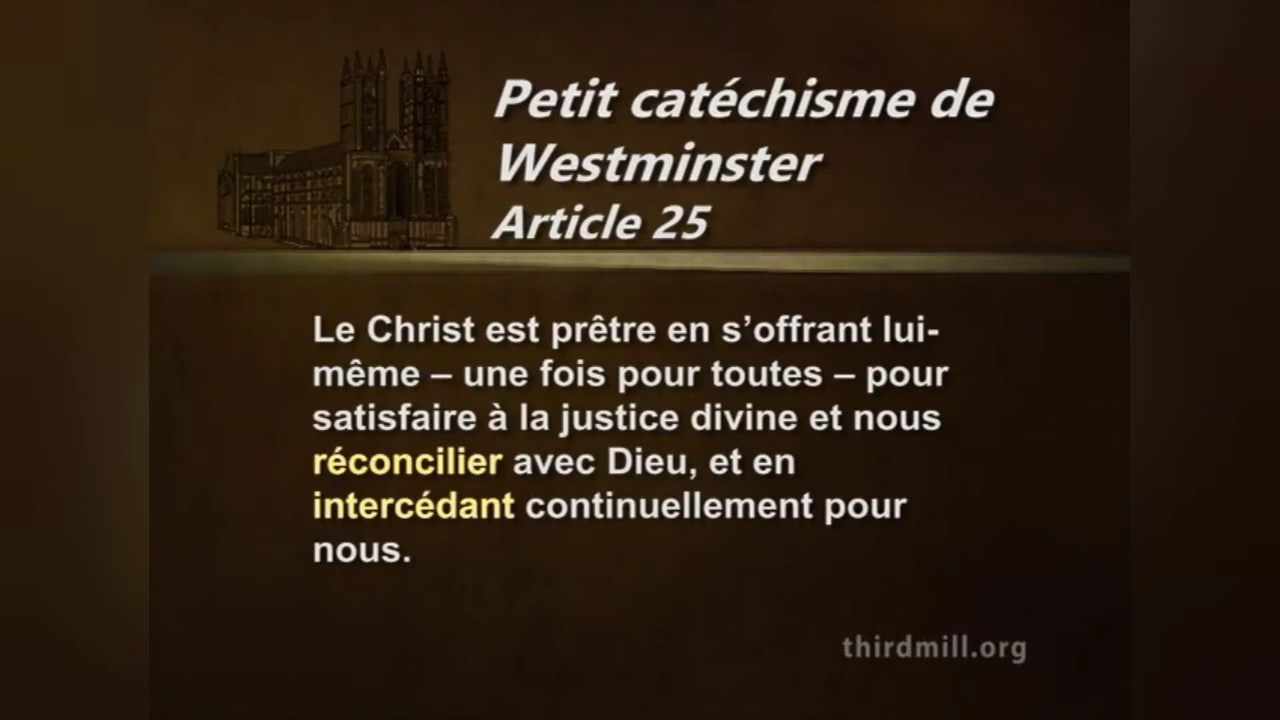 Petit catéchisme de
Westminster
Article 25
Le Christ est prêtre en s’offrant lui-
même – une fois pour toutes – pour
satisfaire à la justice divine et nous
réconcilier avec Dieu, et en
intercédant continuellement pour
nous.
thirdmill.org